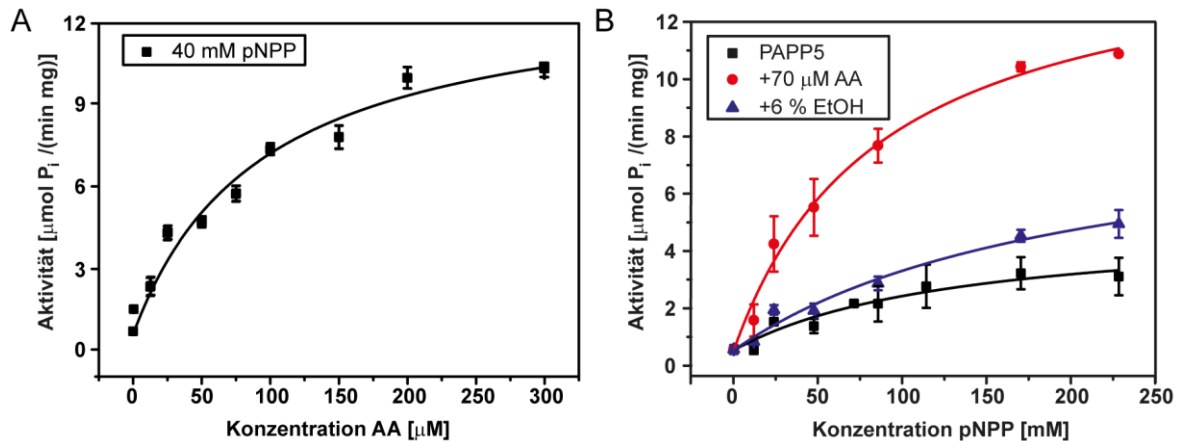 A
40 mM pNPP
Aktivität [µmol Pi /(min mg)]
12
9
6
3
0
0 50 100 150 200 250 300
Konzentration AA [µM]
B
PAPP5
+70 µM AA
+6 % EtOH
Aktivität [µmol Pi /(min mg)]
12
10
8
6
4
2
0
0 50 100 150 200 250
Konzentration pNPP [mM]